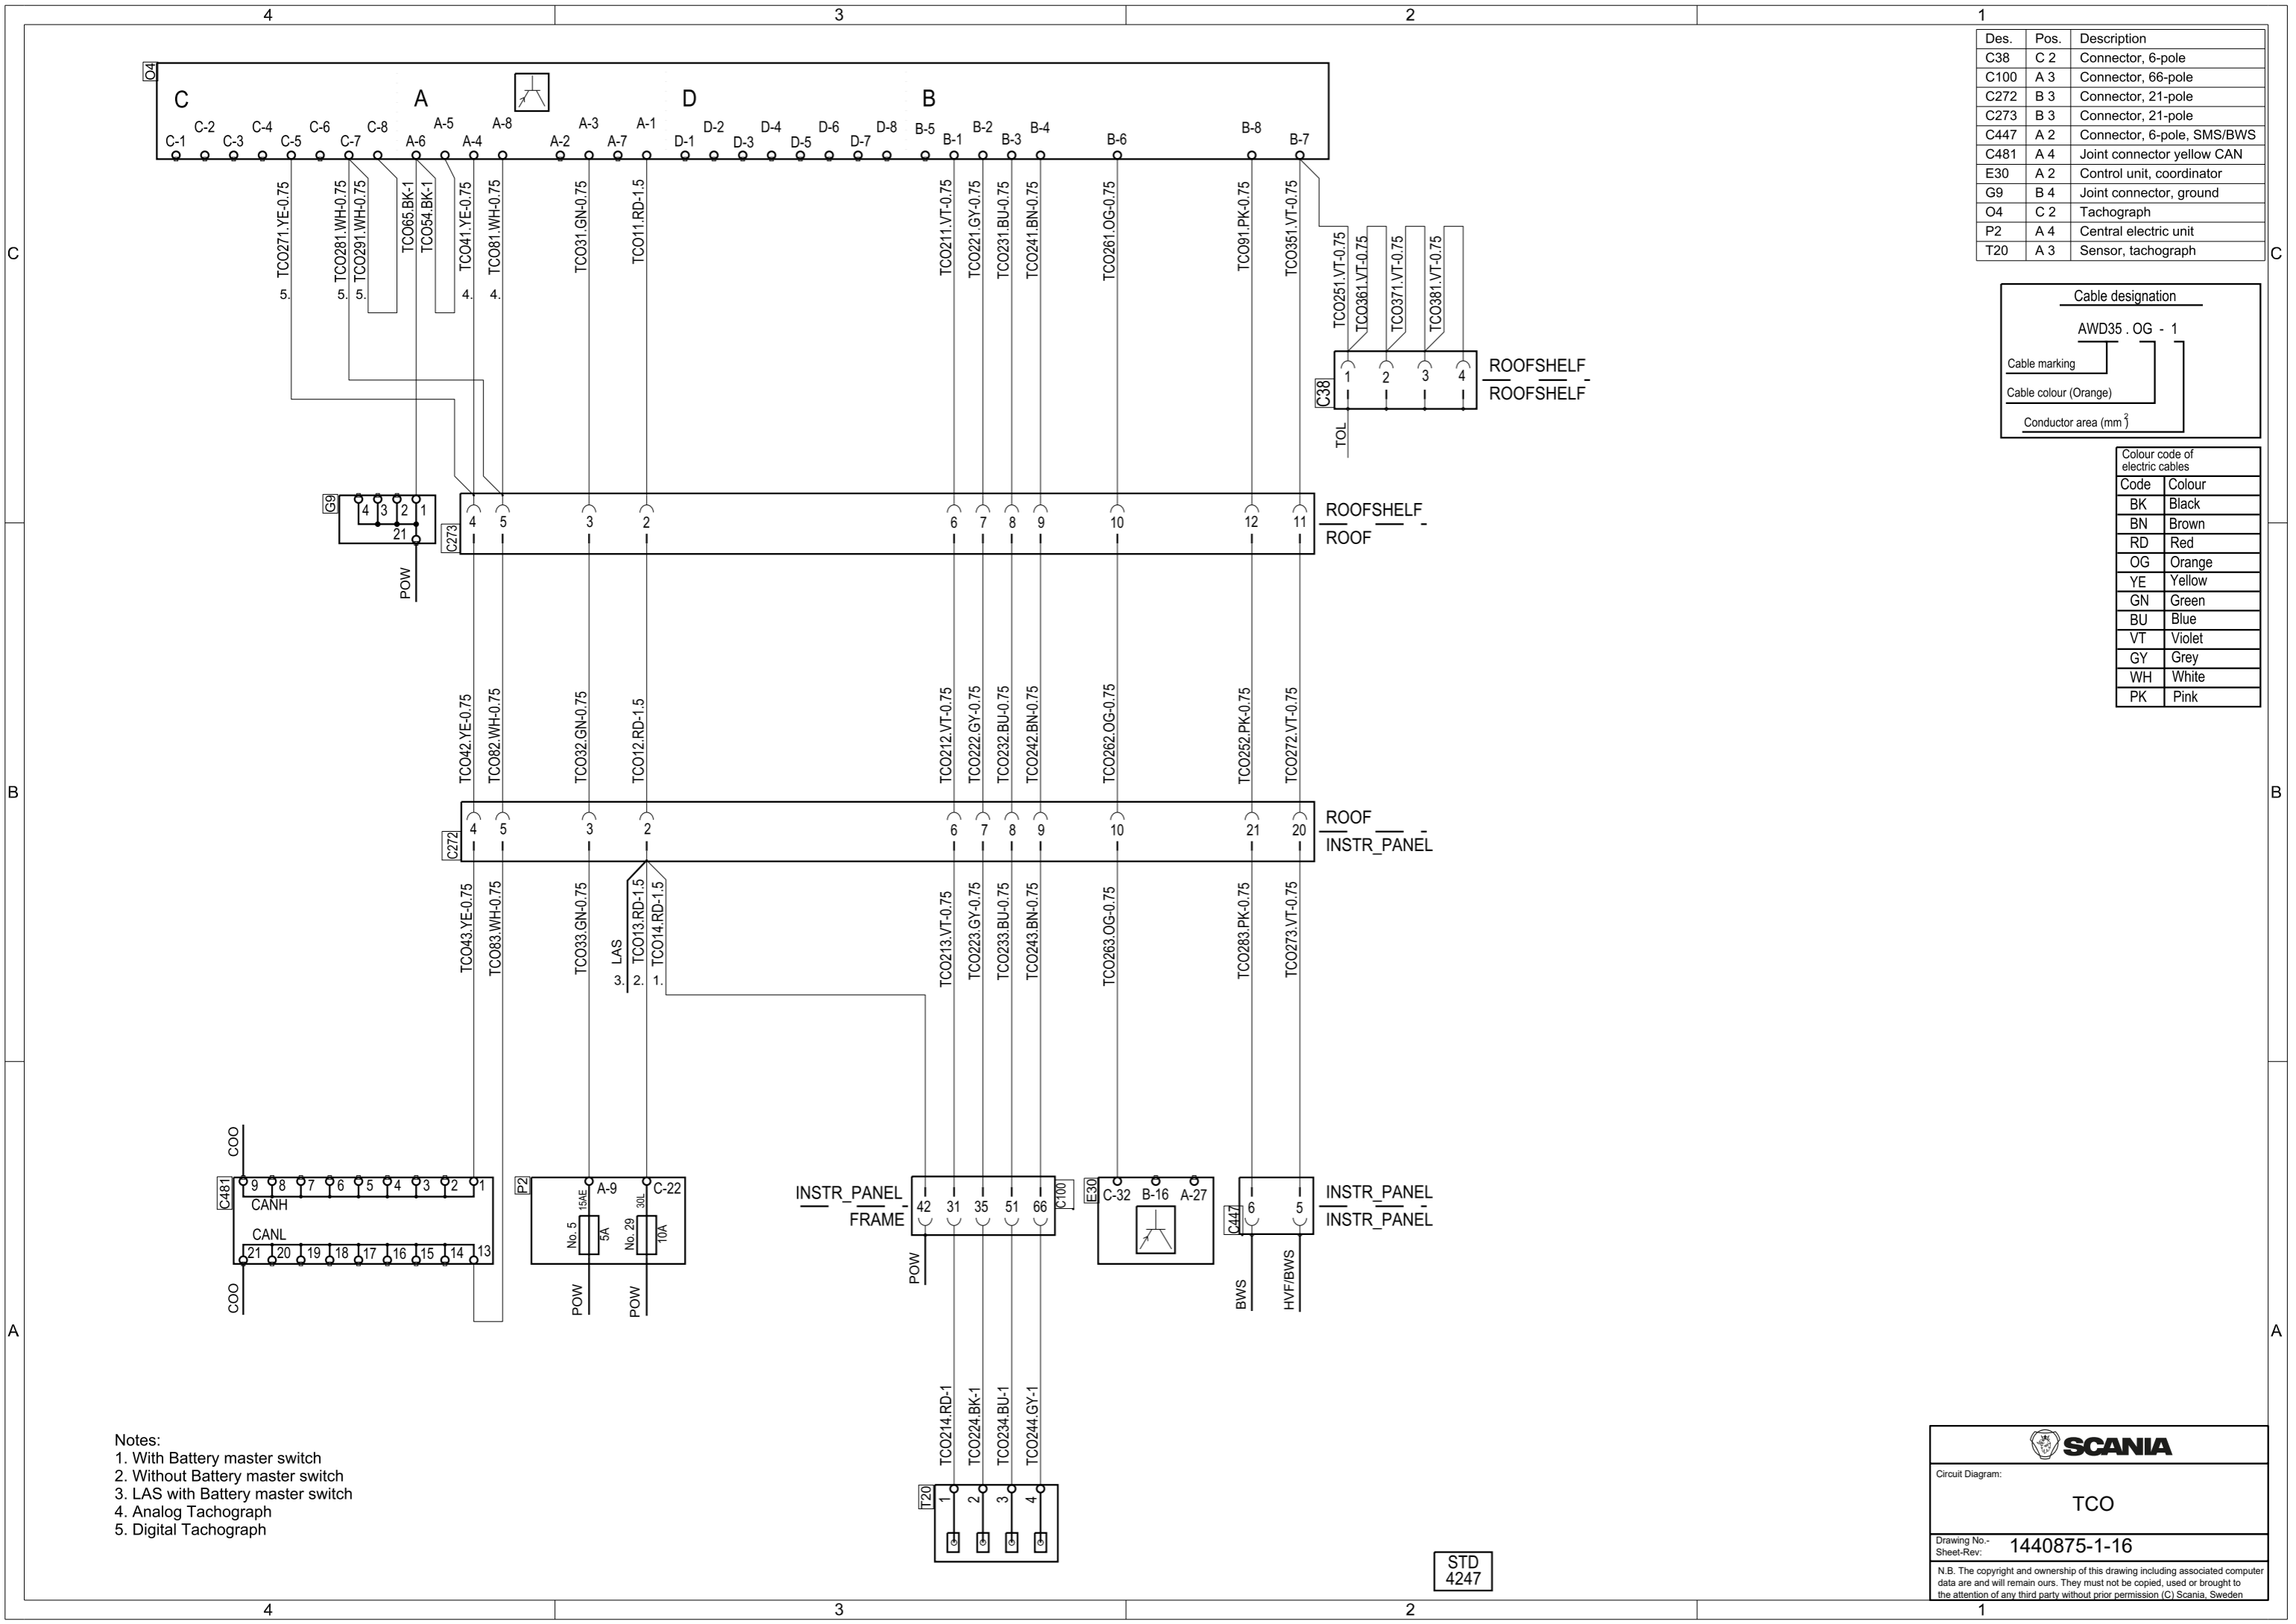 4 3 2 1
O4
C A D B
C-1 C-2 C-3 C-4 C-5 C-6 C-7 C-8 A-6 A-5 A-4 A-8 A-2 A-3 A-7 A-1 D-1 D-2 D-3 D-4 D-5 D-6 D-7 D-8 B-5 B-1 B-2 B-3 B-4 B-6 B-8 B-7
Des. Pos. Description
C38 C 2 Connector, 6-pole
C100 A 3 Connector, 66-pole
C272 B 3 Connector, 21-pole
C273 B 3 Connector, 21-pole
C447 A 2 Connector, 6-pole, SMS/BWS
C481 A 4 Joint connector yellow CAN
E30 A 2 Control unit, coordinator
G9 B 4 Joint connector, ground
O4 C 2 Tachograph
P2 A 4 Central electric unit
T20 A 3 Sensor, tachograph
C C
TCO271.YE-0.75
TCO281.WH-0.75
TCO291.WH-0.75
TCO65.BK-1
TCO54.BK-1
TCO41.YE-0.75
TCO81.WH-0.75
TCO31.GN-0.75
TCO11.RD-1.5
TCO211.VT-0.75
TCO221.GY-0.75
TCO231.BU-0.75
TCO241.BN-0.75
TCO261.OG-0.75
TCO91.PK-0.75
TCO351.VT-0.75
TCO251.VT-0.75
TCO361.VT-0.75
TCO371.VT-0.75
TCO381.VT-0.75
5. 5. 5. 4. 4.
Cable designation
AWD35 . OG - 1
Cable marking
Cable colour (Orange)
Conductor area (mm 2)
C38
1 2 3 4
ROOFSHELF
ROOFSHELF
TOL
Colour code of
electric cables
Code Colour
BK Black
BN Brown
RD Red
OG Orange
YE Yellow
GN Green
BU Blue
VT Violet
GY Grey
WH White
PK Pink
G9
4 3 2 1
21
POW
C273
4 5 3 2 6 7 8 9 10 12 11
ROOFSHELF
ROOF
TCO42.YE-0.75
TCO82.WH-0.75
TCO32.GN-0.75
TCO12.RD-1.5
TCO212.VT-0.75
TCO222.GY-0.75
TCO232.BU-0.75
TCO242.BN-0.75
TCO262.OG-0.75
TCO252.PK-0.75
TCO272.VT-0.75
B B
C272
4 5 3 2 6 7 8 9 10 21 20
ROOF
INSTR_PANEL
TCO43.YE-0.75
TCO83.WH-0.75
TCO33.GN-0.75
LAS
TCO13.RD-1.5
TCO14.RD-1.5
3. 2. 1.
TCO213.VT-0.75
TCO223.GY-0.75
TCO233.BU-0.75
TCO243.BN-0.75
TCO263.OG-0.75
TCO283.PK-0.75
TCO273.VT-0.75
COO
C481
9 8 7 6 5 4 3 2 1
CANH
CANL
21 20 19 18 17 16 15 14 13
COO
P2
A-9 C-22
15AE 30L
No. 5 5A No. 29 10A
POW POW
INSTR_PANEL
FRAME
42 31 35 51 66
C100
POW
E30
C-32 B-16 A-27
C447
6 5
INSTR_PANEL
INSTR_PANEL
BWS
HVF/BWS
A A
TCO214.RD-1
TCO224.BK-1
TCO234.BU-1
TCO244.GY-1
T20
1 2 3 4
Notes:
1. With Battery master switch
2. Without Battery master switch
3. LAS with Battery master switch
4. Analog Tachograph
5. Digital Tachograph
STD
4247
SCANIA
Circuit Diagram:
TCO
Drawing No.-
Sheet-Rev: 1440875-1-16
N.B. The copyright and ownership of this drawing including associated computer
data are and will remain ours. They must not be copied, used or brought to
the attention of any third party without prior permission (C) Scania, Sweden
4 3 2 1